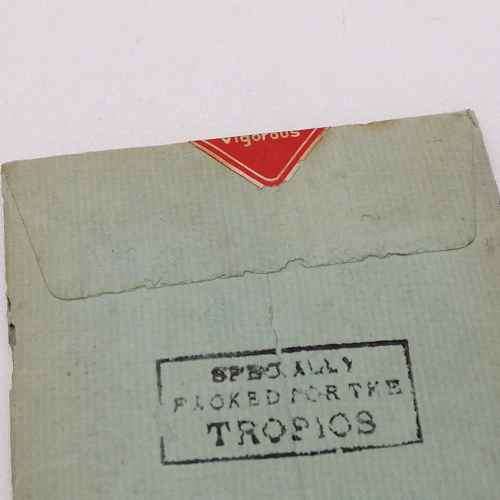 Vigorous
SPECIALLY
PACKED FOR THE
TROPICS